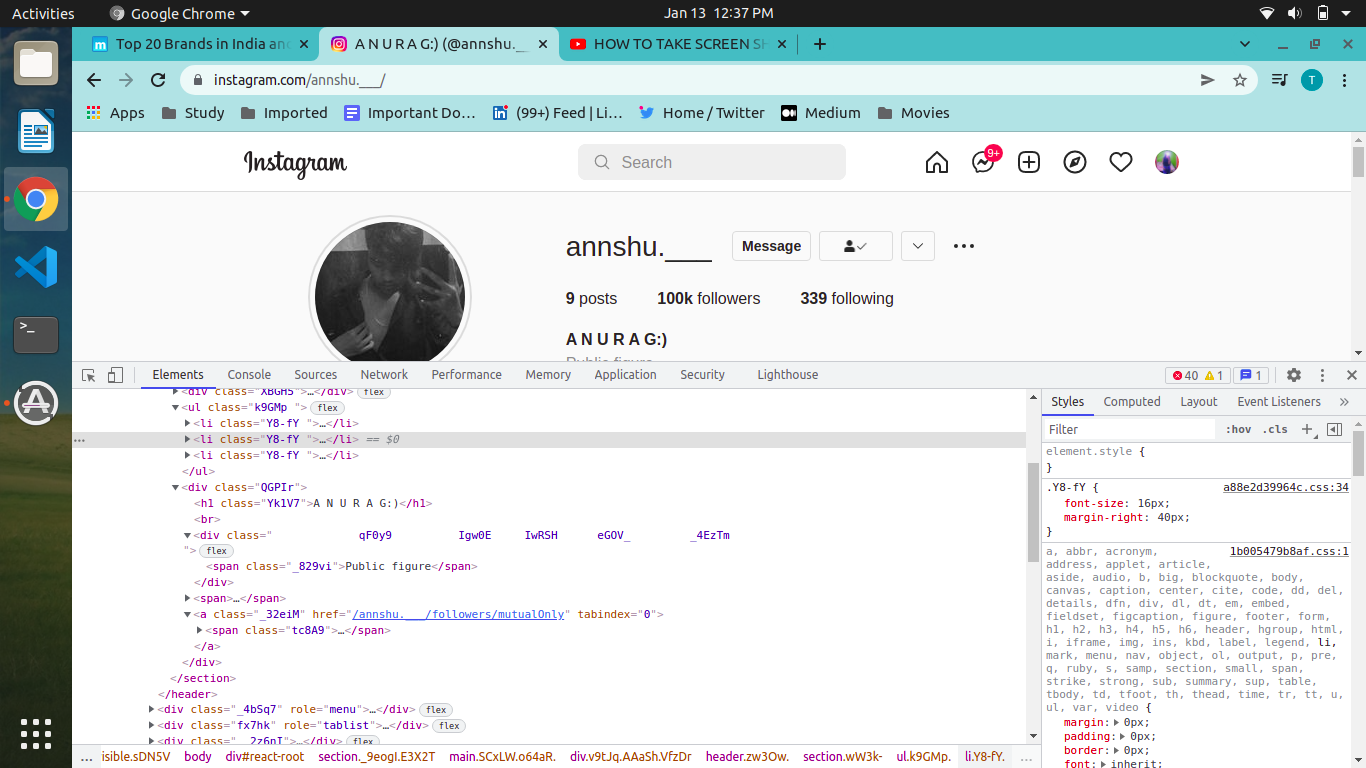 Activities Google Chrome Jan 13 12:37 PM
Top 20 Brands in India an A N U R A G:) (@annshu.__ HOW TO TAKE SCREEN SH
instagram.com/annshu.___/ T
Apps Study Imported Important Do… (99+) Feed | Li… Home / Twitter Medium Movies
Instagram Search 9+
annshu.___ Message
9 posts 100k followers 339 following
A N U R A G:)
Public figure
Elements Console Sources Network Performance Memory Application Security Lighthouse 40 1 1
<div class="XBGH5">…</div> flex
<ul class="k9GMp "> flex
<li class="Y8-fY ">…</li>
<li class="Y8-fY ">…</li> == $0
<li class="Y8-fY ">…</li>
</ul>
<div class="QGPIr">
<h1 class="Yk1V7">A N U R A G:)</h1>
<br>
<div class=" qF0y9 Igw0E IwRSH eGOV_ _4EzTm
"> flex
<span class="_829vi">Public figure</span>
</div>
<span>…</span>
<a class="_32eiM" href="/annshu.___/followers/mutualOnly" tabindex="0">
<span class="tc8A9">…</span>
</a>
</div>
</section>
</header>
<div class="_4bSq7" role="menu">…</div> flex
<div class="fx7hk" role="tablist">…</div> flex
<div class="_2z6nI">…</div> flex
… isible.sDN5V body div#react-root section._9eogI.E3X2T main.SCxLW.o64aR. div.v9tJq.AAaSh.VfzDr header.zw3Ow. section.wW3k- ul.k9GMp. li.Y8-fY. …
Styles Computed Layout Event Listeners »
Filter :hov .cls +
element.style {
}
.Y8-fY { a88e2d39964c.css:34
font-size: 16px;
margin-right: 40px;
}
a, abbr, acronym, 1b005479b8af.css:1
address, applet, article,
aside, audio, b, big, blockquote, body,
canvas, caption, center, cite, code, dd, del,
details, dfn, div, dl, dt, em, embed,
fieldset, figcaption, figure, footer, form,
h1, h2, h3, h4, h5, h6, header, hgroup, html,
i, iframe, img, ins, kbd, label, legend, li,
mark, menu, nav, object, ol, output, p, pre,
q, ruby, s, samp, section, small, span,
strike, strong, sub, summary, sup, table,
tbody, td, tfoot, th, thead, time, tr, tt, u,
ul, var, video {
margin: 0px;
padding: 0px;
border: 0px;
font: inherit;